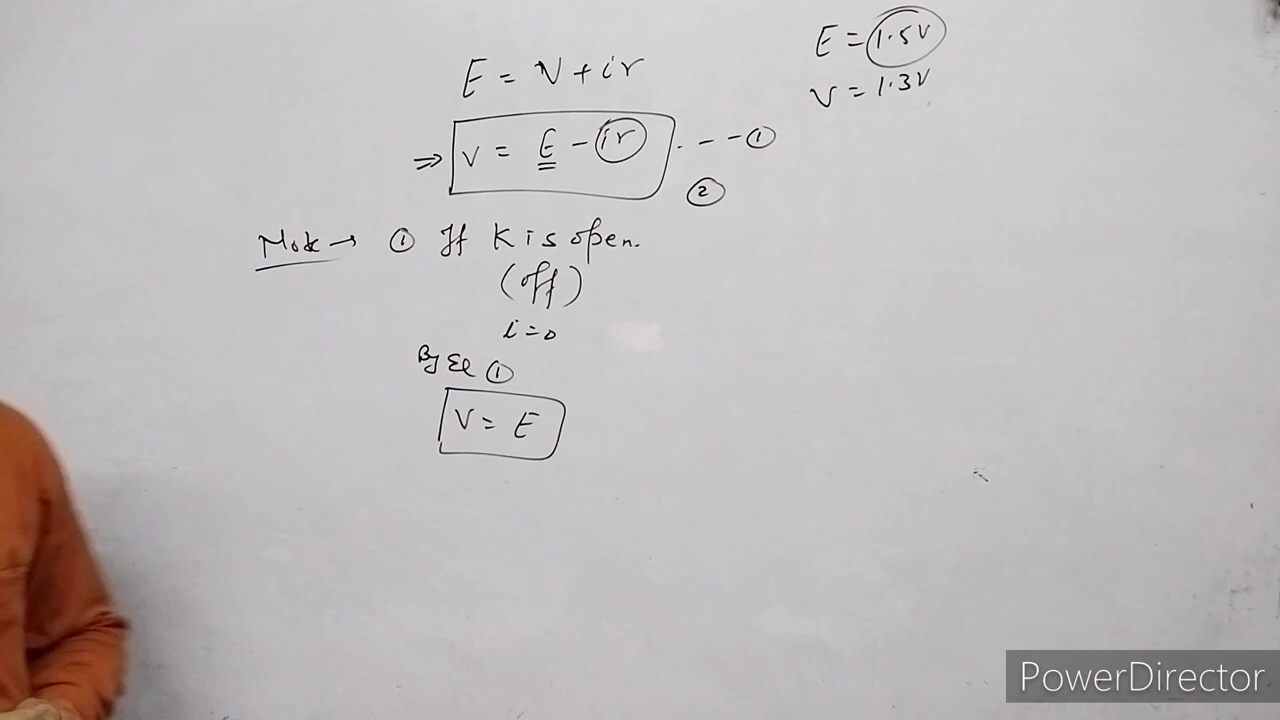 E = V + ir
⇒ V = E - ir - - - ①
②
Note → ① If K is open.
(off)
i = 0
By Eq ①
V = E
E = 1.5V
V = 1.3V
PowerDirector